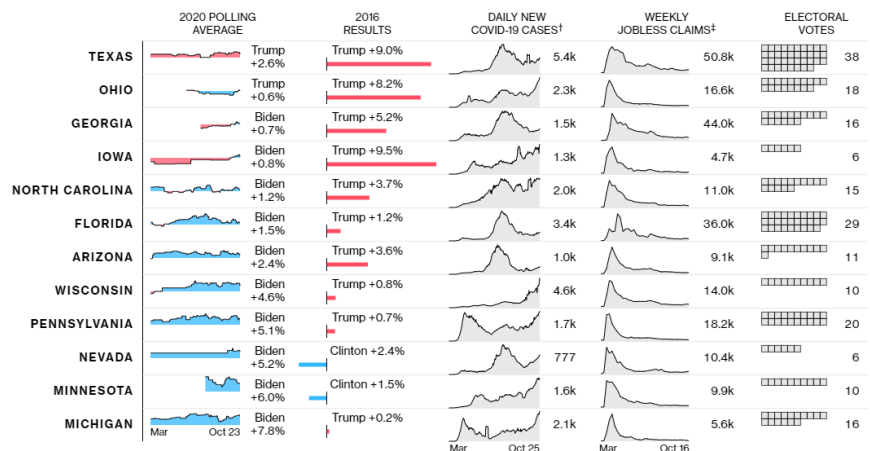 2020 POLLING AVERAGE 2016 RESULTS DAILY NEW COVID-19 CASES† WEEKLY JOBLESS CLAIMS‡ ELECTORAL VOTES
TEXAS Trump +2.6% Trump +9.0% 5.4k 50.8k 38
OHIO Trump +0.6% Trump +8.2% 2.3k 16.6k 18
GEORGIA Biden +0.7% Trump +5.2% 1.5k 44.0k 16
IOWA Biden +0.8% Trump +9.5% 1.3k 4.7k 6
NORTH CAROLINA Biden +1.2% Trump +3.7% 2.0k 11.0k 15
FLORIDA Biden +1.5% Trump +1.2% 3.4k 36.0k 29
ARIZONA Biden +2.4% Trump +3.6% 1.0k 9.1k 11
WISCONSIN Biden +4.6% Trump +0.8% 4.6k 14.0k 10
PENNSYLVANIA Biden +5.1% Trump +0.7% 1.7k 18.2k 20
NEVADA Biden +5.2% Clinton +2.4% 777 10.4k 6
MINNESOTA Biden +6.0% Clinton +1.5% 1.6k 9.9k 10
MICHIGAN Biden +7.8% Trump +0.2% 2.1k 5.6k 16
Mar Oct 23
Mar Oct 25 Mar Oct 16